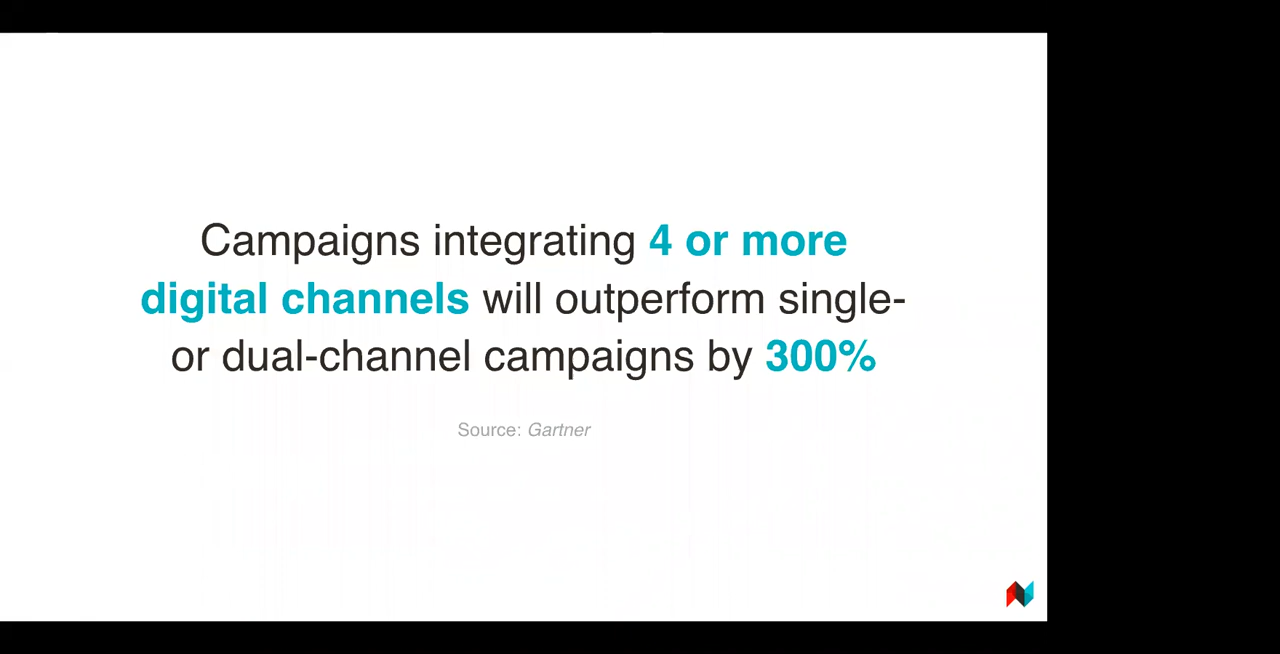 Campaigns integrating 4 or more
digital channels will outperform single-
or dual-channel campaigns by 300%
Source: Gartner